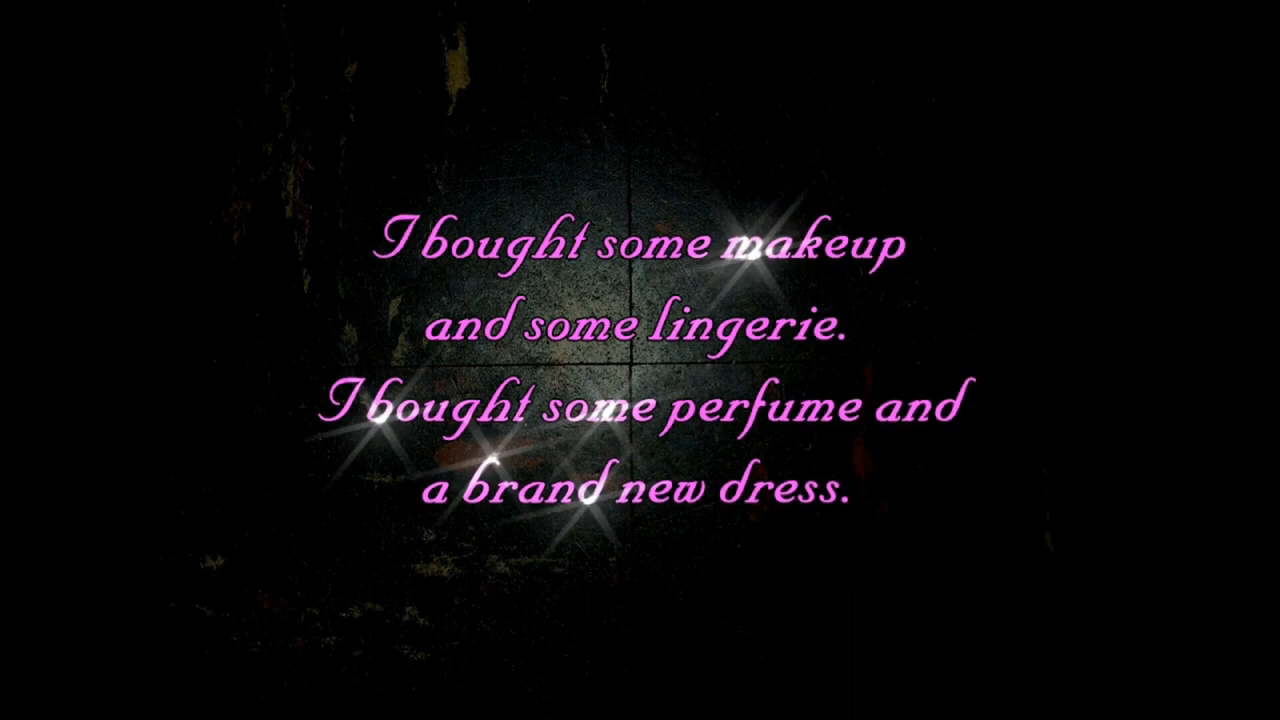 I bought some makeup
and some lingerie.
I bought some perfume and
a brand new dress.